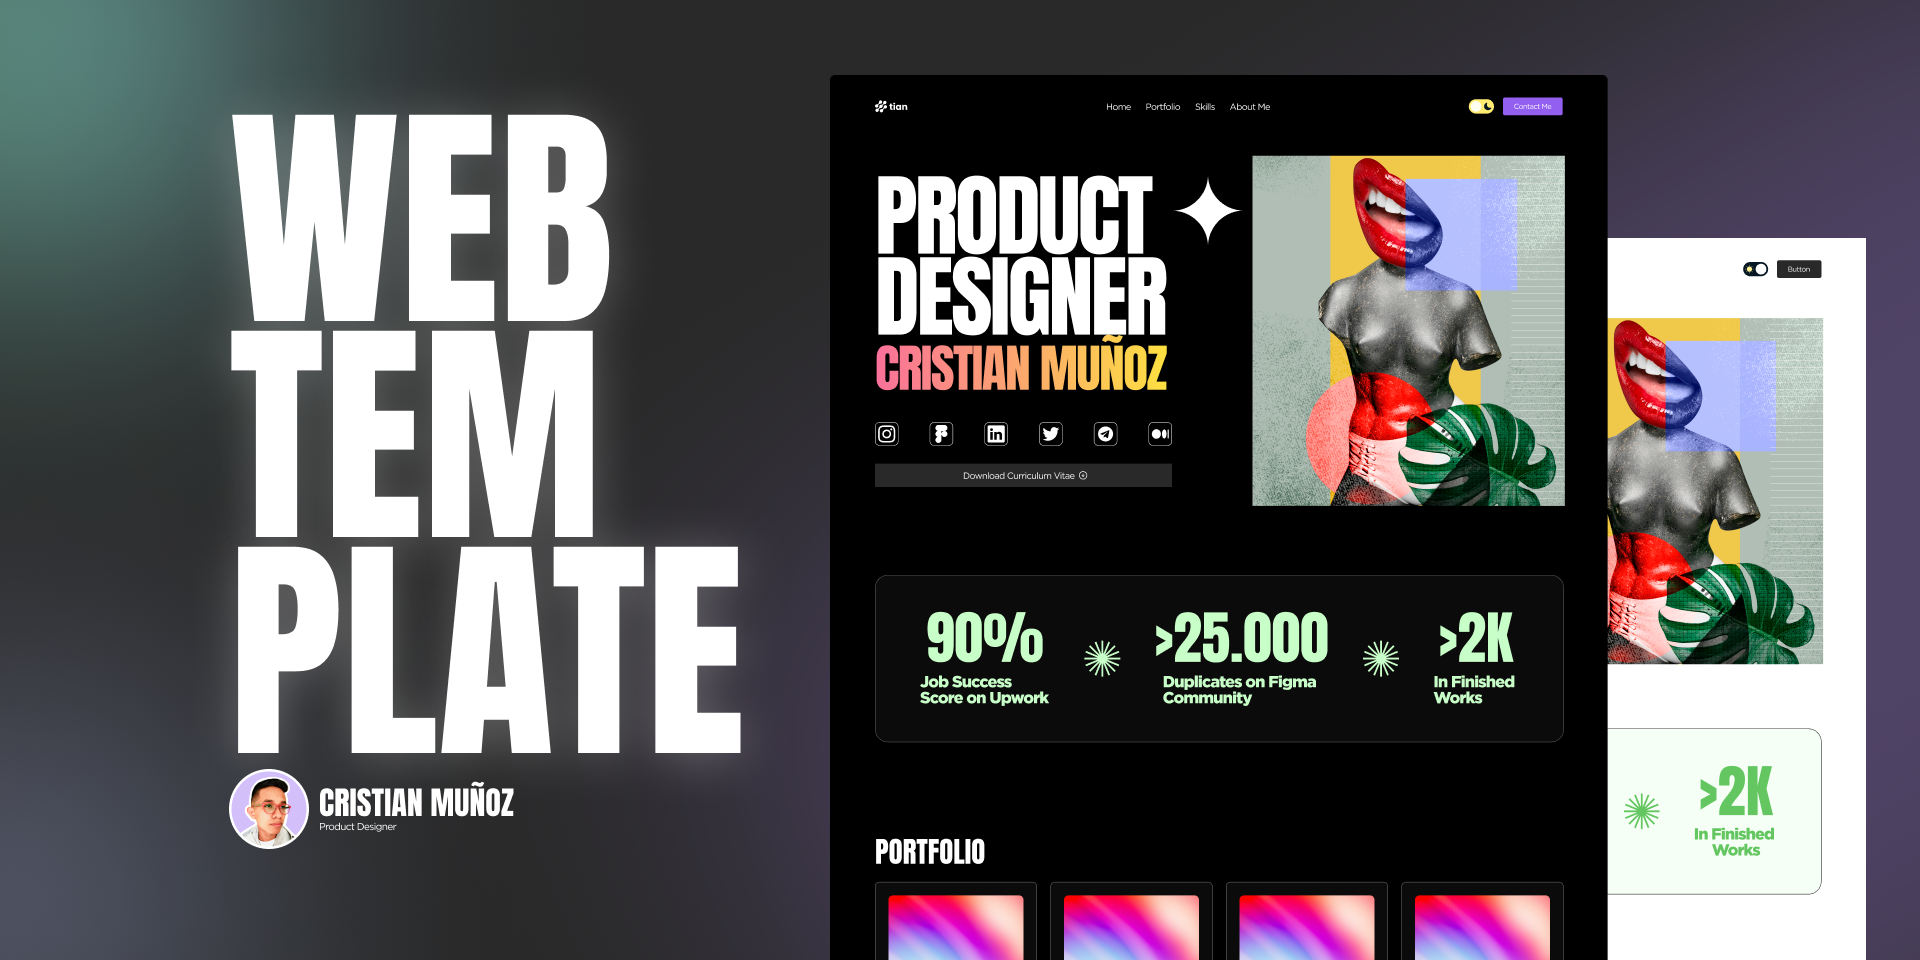 WEB
TEM
PLATE
CRISTIAN MUÑOZ
Product Designer
tian
Home
Portfolio
Skills
About Me
Contact Me
PRODUCT
DESIGNER
CRISTIAN MUÑOZ
Download Curriculum Vitae
90%
Job Success
Score on Upwork
>25.000
Duplicates on Figma
Community
>2K
In Finished
Works
PORTFOLIO
Button
>2K
In Finished
Works